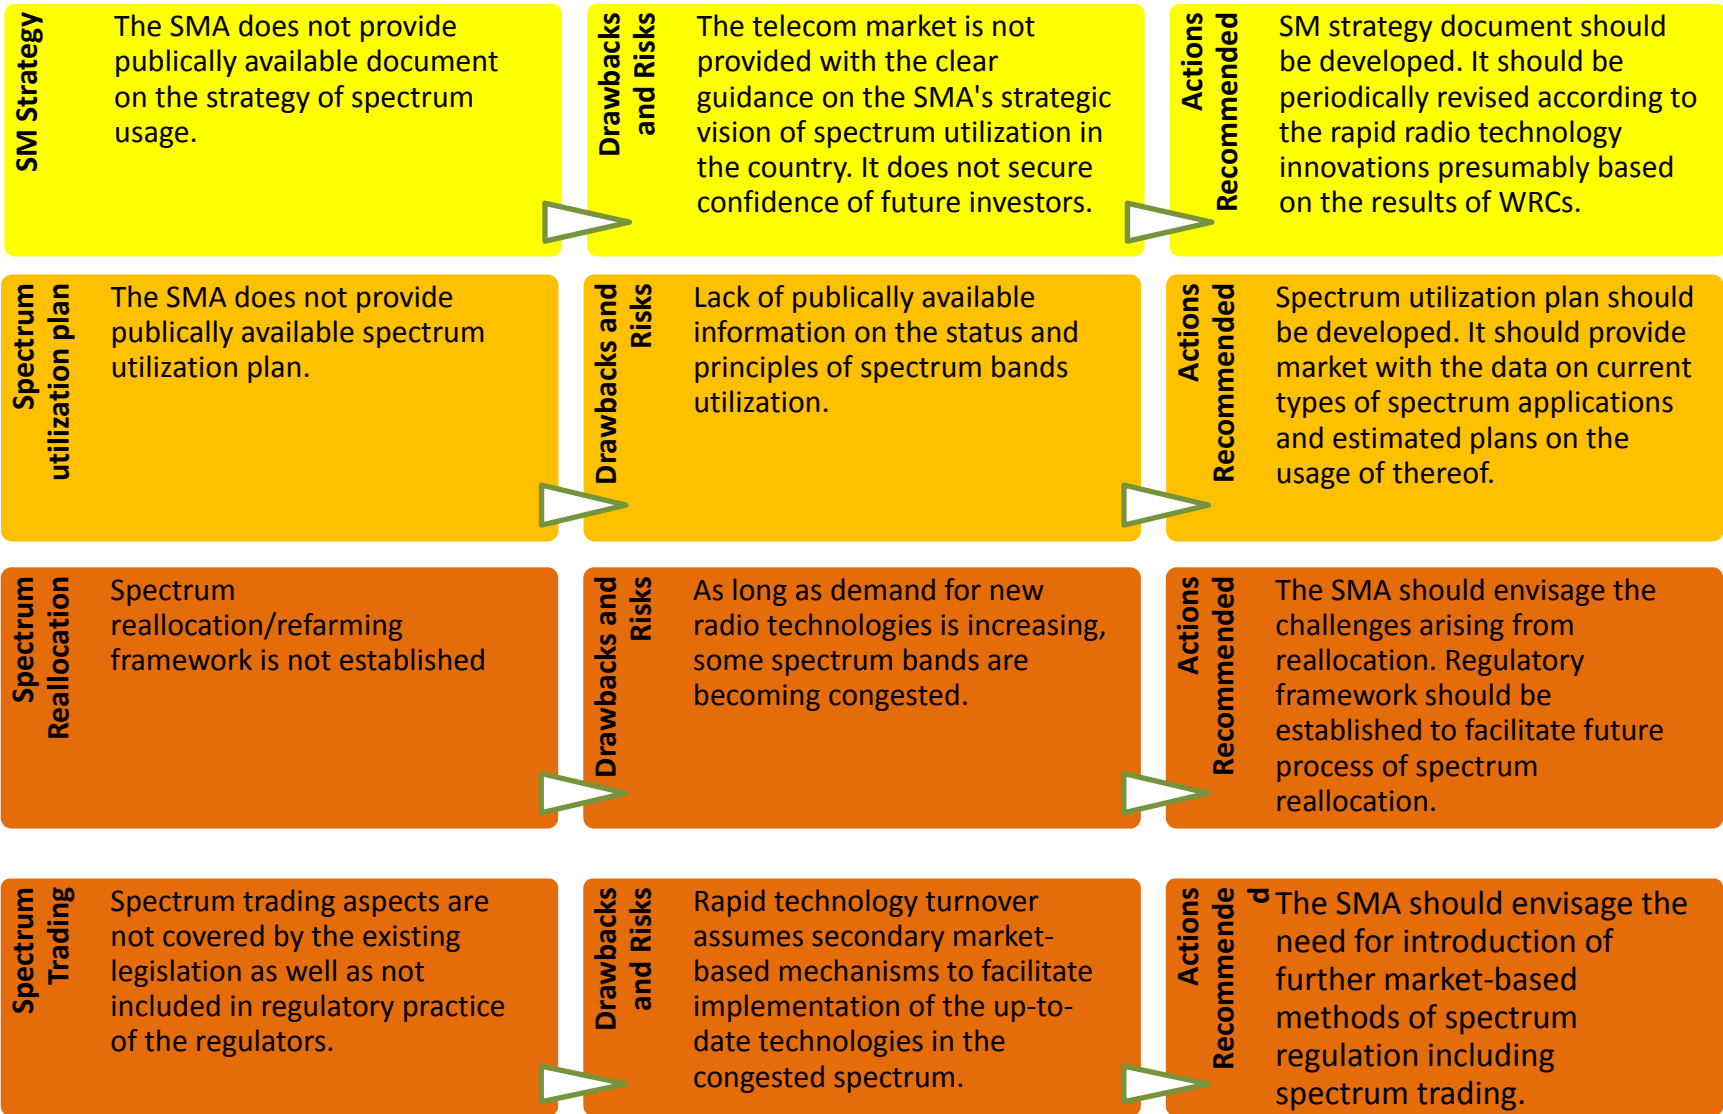 SM Strategy
The SMA does not provide
publically available document
on the strategy of spectrum
usage.
Drawbacks
and Risks
The telecom market is not
provided with the clear
guidance on the SMA's strategic
vision of spectrum utilization in
the country. It does not secure
confidence of future investors.
Actions
Recommended
SM strategy document should
be developed. It should be
periodically revised according to
the rapid radio technology
innovations presumably based
on the results of WRCs.
Spectrum
utilization plan
The SMA does not provide
publically available spectrum
utilization plan.
Drawbacks and
Risks
Lack of publically available
information on the status and
principles of spectrum bands
utilization.
Actions
Recommended
Spectrum utilization plan should
be developed. It should provide
market with the data on current
types of spectrum applications
and estimated plans on the
usage of thereof.
Spectrum
Reallocation
Spectrum
reallocation/refarming
framework is not established
Drawbacks and
Risks
As long as demand for new
radio technologies is increasing,
some spectrum bands are
becoming congested.
Actions
Recommended
The SMA should envisage the
challenges arising from
reallocation. Regulatory
framework should be
established to facilitate future
process of spectrum
reallocation.
Spectrum
Trading
Spectrum trading aspects are
not covered by the existing
legislation as well as not
included in regulatory practice
of the regulators.
Drawbacks
and Risks
Rapid technology turnover
assumes secondary market-
based mechanisms to facilitate
implementation of the up-to-
date technologies in the
congested spectrum.
Actions
Recommende
d
The SMA should envisage the
need for introduction of
further market-based
methods of spectrum
regulation including
spectrum trading.